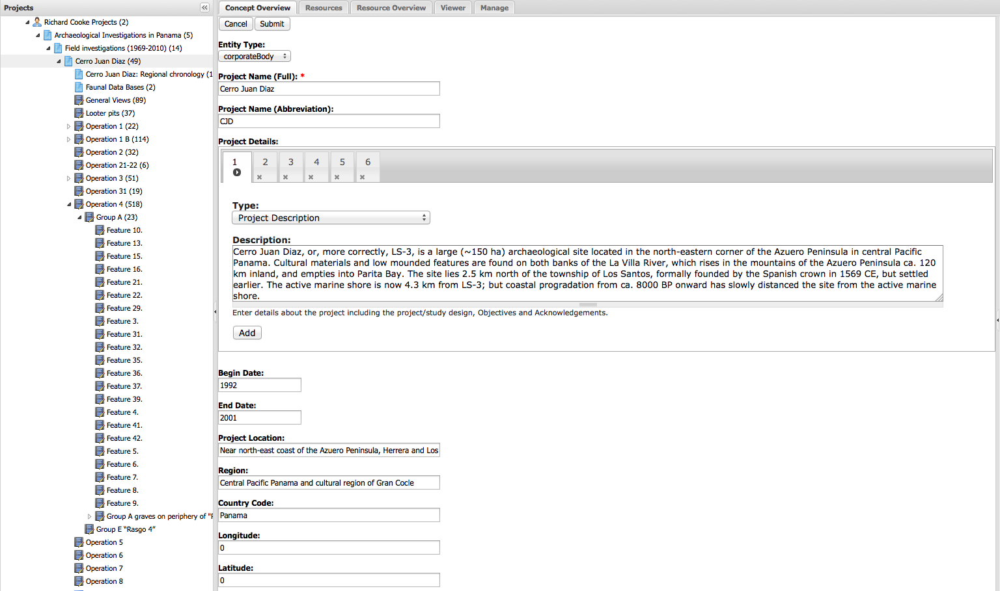 Projects
Richard Cooke Projects (2)
Archaeological Investigations in Panama (5)
Field investigations (1969-2010) (14)
Cerro Juan Diaz (49)
Cerro Juan Diaz: Regional chronology (1
Faunal Data Bases (2)
General Views (89)
Looter pits (37)
Operation 1 (22)
Operation 1 B (114)
Operation 2 (32)
Operation 21-22 (6)
Operation 3 (51)
Operation 31 (19)
Operation 4 (518)
Group A (23)
Feature 10.
Feature 13.
Feature 15.
Feature 16.
Feature 21.
Feature 22.
Feature 29.
Feature 3.
Feature 31.
Feature 32.
Feature 35.
Feature 36.
Feature 37.
Feature 39.
Feature 4.
Feature 41.
Feature 42.
Feature 5.
Feature 6.
Feature 7.
Feature 8.
Feature 9.
Group A graves on periphery of "F
Group E “Rasgo 4”
Operation 5
Operation 6
Operation 7
Operation 8
Concept Overview Resources Resource Overview Viewer Manage
Cancel Submit
Entity Type:
corporateBody
Project Name (Full): *
Cerro Juan Diaz
Project Name (Abbreviation):
CJD
Project Details:
1 2 3 4 5 6
Type:
Project Description
Description:
Cerro Juan Diaz, or, more correctly, LS-3, is a large (~150 ha) archaeological site located in the north-eastern corner of the Azuero Peninsula in central Pacific
Panama. Cultural materials and low mounded features are found on both banks of the La Villa River, which rises in the mountains of the Azuero Peninsula ca. 120
km inland, and empties into Parita Bay. The site lies 2.5 km north of the township of Los Santos, formally founded by the Spanish crown in 1569 CE, but settled
earlier. The active marine shore is now 4.3 km from LS-3; but coastal progradation from ca. 8000 BP onward has slowly distanced the site from the active marine
shore.
Enter details about the project including the project/study design, Objectives and Acknowledgements.
Add
Begin Date:
1992
End Date:
2001
Project Location:
Near north-east coast of the Azuero Peninsula, Herrera and Los
Region:
Central Pacific Panama and cultural region of Gran Cocle
Country Code:
Panama
Longitude:
0
Latitude:
0